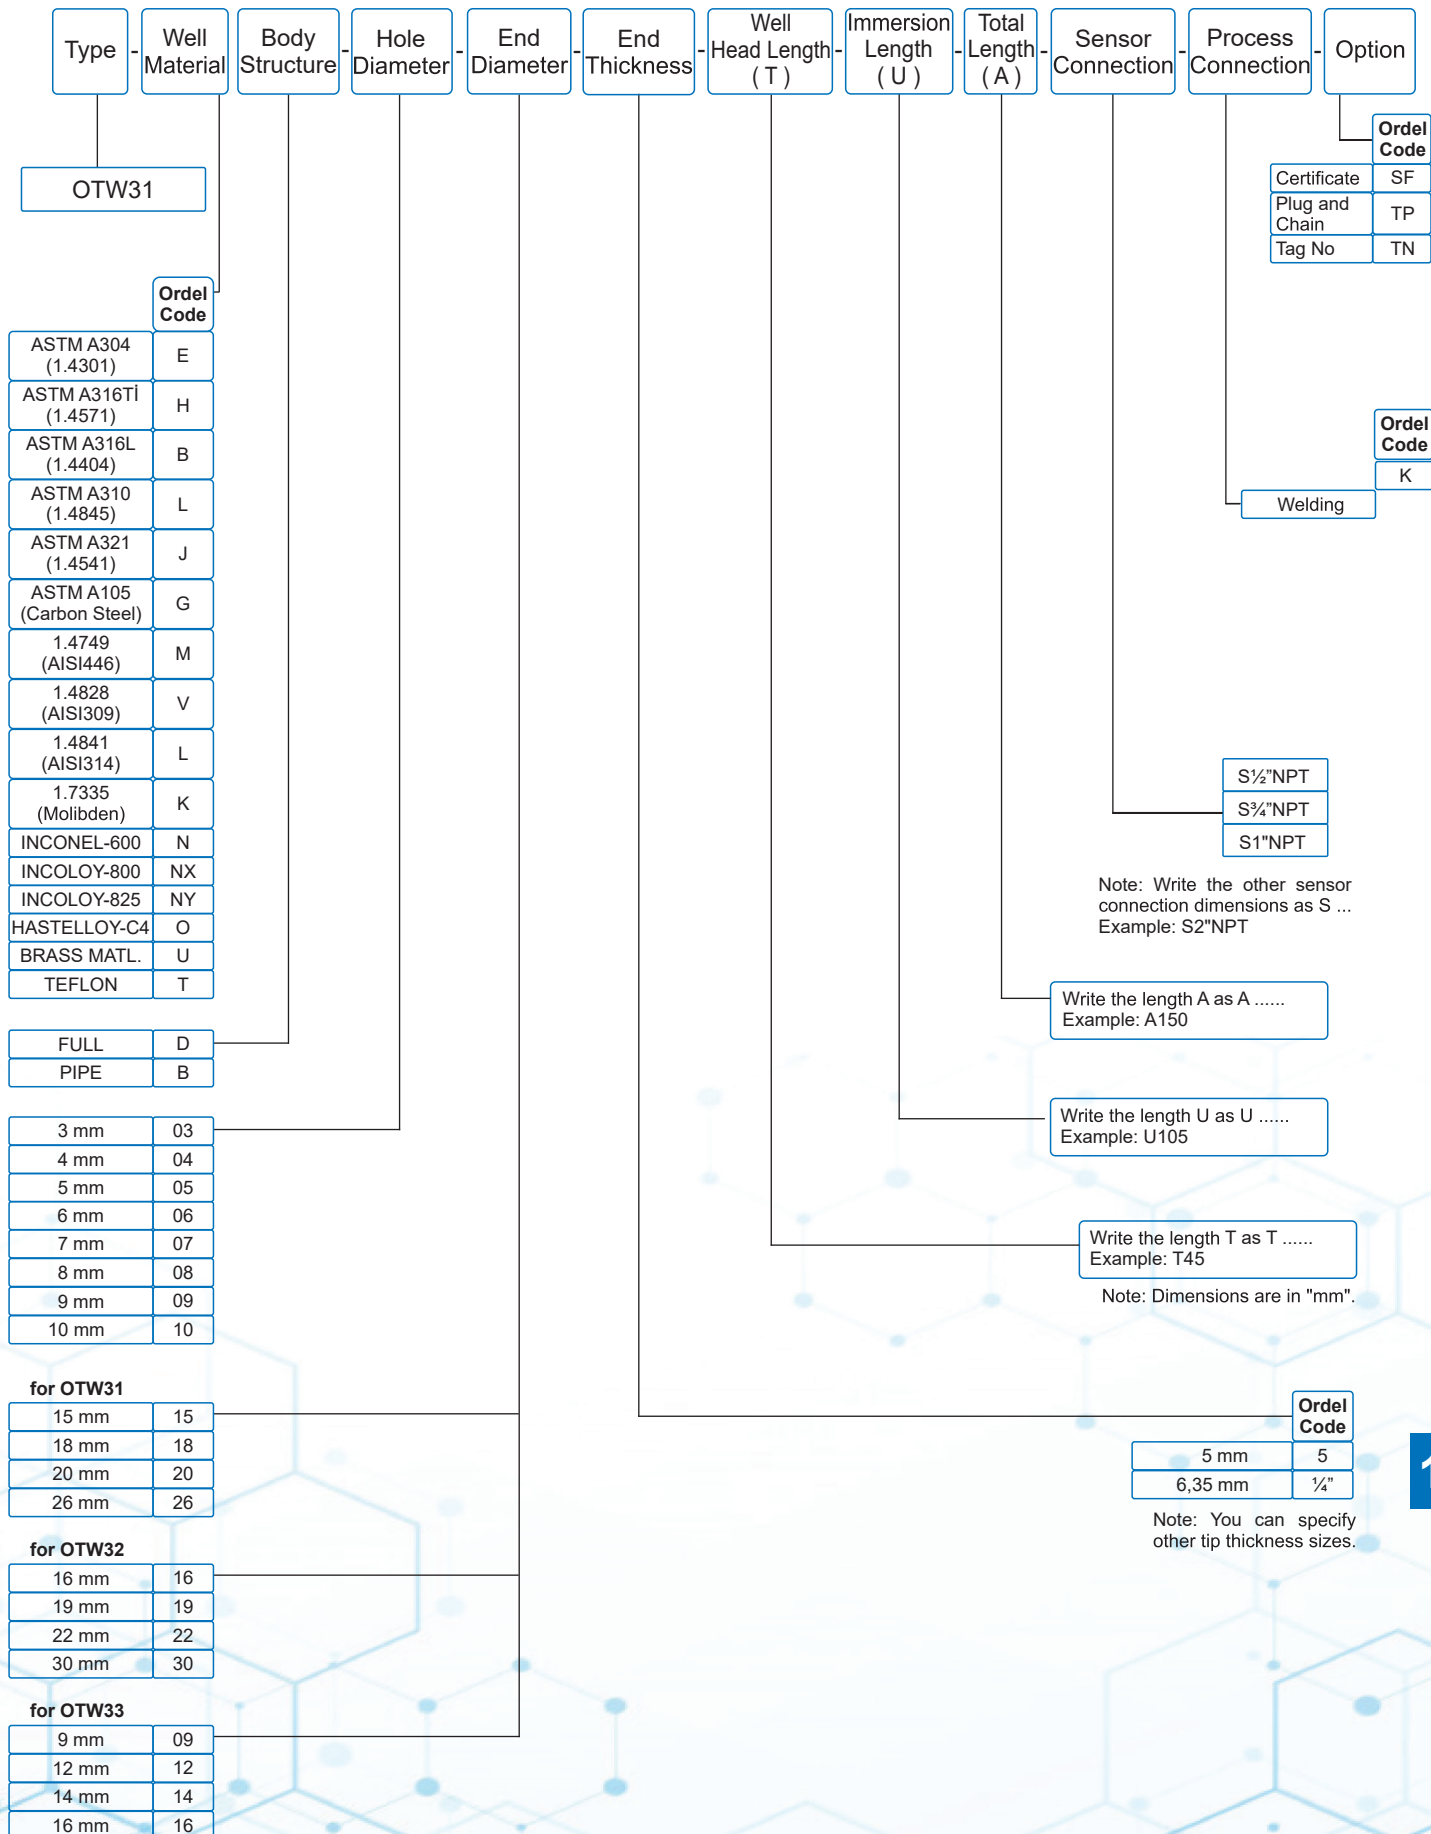 Type - Well Material - Body Structure - Hole Diameter - End Diameter - End Thickness - Well Head Length ( T ) - Immersion Length ( U ) - Total Length ( A ) - Sensor Connection - Process Connection - Option
OTW31
Ordel Code
Certificate SF
Plug and Chain TP
Tag No TN
Ordel Code
ASTM A304 (1.4301) E
ASTM A316Tİ (1.4571) H
ASTM A316L (1.4404) B
ASTM A310 (1.4845) L
ASTM A321 (1.4541) J
ASTM A105 (Carbon Steel) G
1.4749 (AISI446) M
1.4828 (AISI309) V
1.4841 (AISI314) L
1.7335 (Molibden) K
INCONEL-600 N
INCOLOY-800 NX
INCOLOY-825 NY
HASTELLOY-C4 O
BRASS MATL. U
TEFLON T
Ordel Code
K
Welding
S½”NPT
S¾”NPT
S1"NPT
Note: Write the other sensor
connection dimensions as S ...
Example: S2"NPT
FULL D
PIPE B
Write the length A as A ......
Example: A150
Write the length U as U ......
Example: U105
Write the length T as T ......
Example: T45
Note: Dimensions are in "mm".
3 mm 03
4 mm 04
5 mm 05
6 mm 06
7 mm 07
8 mm 08
9 mm 09
10 mm 10
for OTW31
15 mm 15
18 mm 18
20 mm 20
26 mm 26
Ordel Code
5 mm 5
6,35 mm ¼”
Note: You can specify
other tip thickness sizes.
1
for OTW32
16 mm 16
19 mm 19
22 mm 22
30 mm 30
for OTW33
9 mm 09
12 mm 12
14 mm 14
16 mm 16